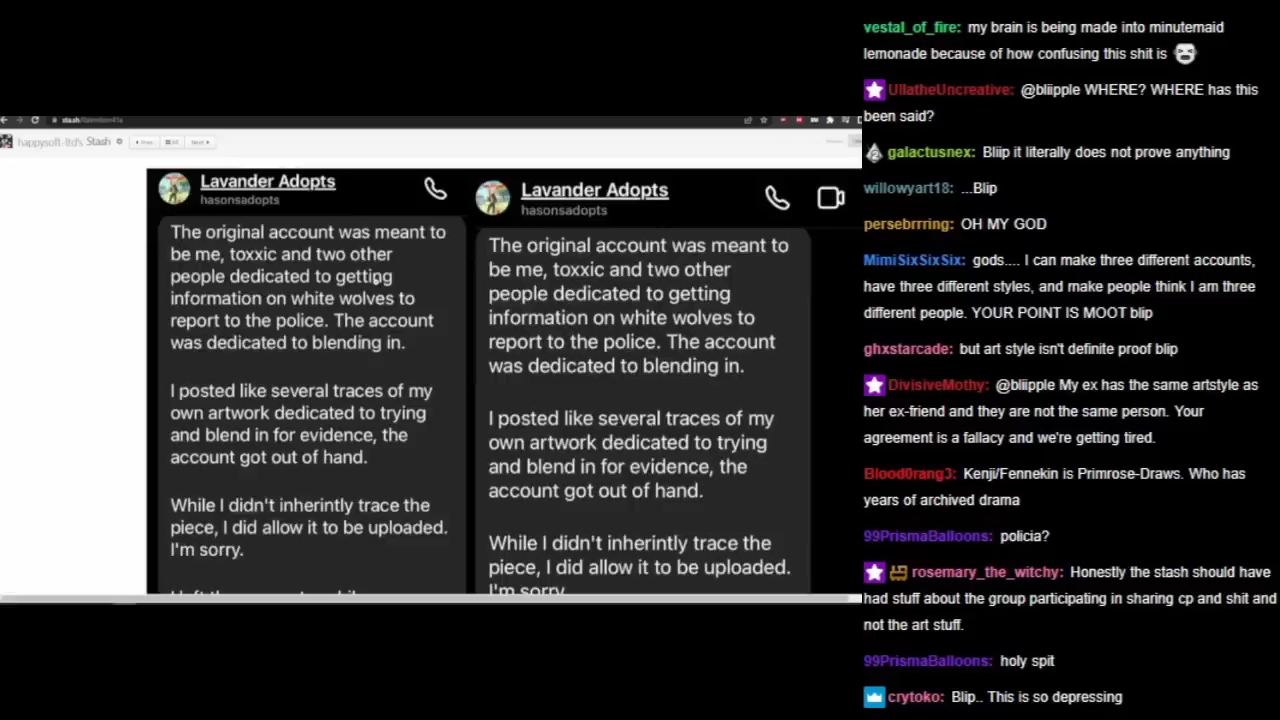 happysoft-ltd's Stash
Prev
All
Next
Lavander Adopts
hasonsadopts
The original account was meant to
be me, toxxic and two other
people dedicated to getting
information on white wolves to
report to the police. The account
was dedicated to blending in.
I posted like several traces of my
own artwork dedicated to trying
and blend in for evidence, the
account got out of hand.
While I didn't inherintly trace the
piece, I did allow it to be uploaded.
I'm sorry.
Lavander Adopts
hasonsadopts
The original account was meant to
be me, toxxic and two other
people dedicated to getting
information on white wolves to
report to the police. The account
was dedicated to blending in.
I posted like several traces of my
own artwork dedicated to trying
and blend in for evidence, the
account got out of hand.
While I didn't inherintly trace the
piece, I did allow it to be uploaded.
I'm sorry
vestal_of_fire: my brain is being made into minutemaid
lemonade because of how confusing this shit is
UllatheUncreative: @bliipple WHERE? WHERE has this
been said?
galactusnex: Bliip it literally does not prove anything
willowyart18: ...Blip
persebrrring: OH MY GOD
MimiSixSixSix: gods.... I can make three different accounts,
have three different styles, and make people think I am three
different people. YOUR POINT IS MOOT blip
ghxstarcade: but art style isn't definite proof blip
DivisiveMothy: @bliipple My ex has the same artstyle as
her ex-friend and they are not the same person. Your
agreement is a fallacy and we're getting tired.
Blood0rang3: Kenji/Fennekin is Primrose-Draws. Who has
years of archived drama
99PrismaBalloons: policia?
rosemary_the_witchy: Honestly the stash should have
had stuff about the group participating in sharing cp and shit and
not the art stuff.
99PrismaBalloons: holy spit
crytoko: Blip.. This is so depressing